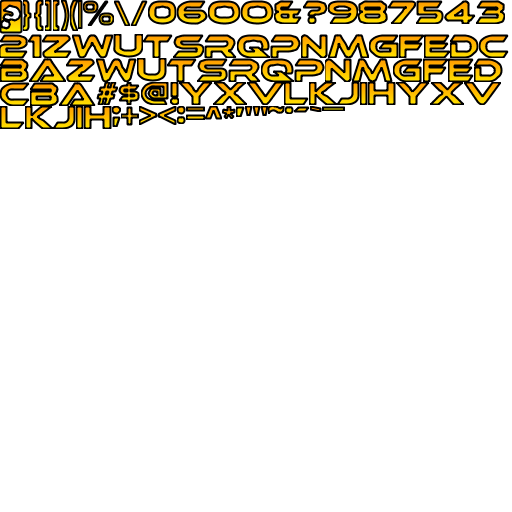 ?}{][)(|%\/0600&?987543
21ZWUTSRQPNMGFEDC
BAZWUTSRQPNMGFED
CBA#$@!YXVLKJIHYXV
LKJIH;+><:=^*"''~·-`—